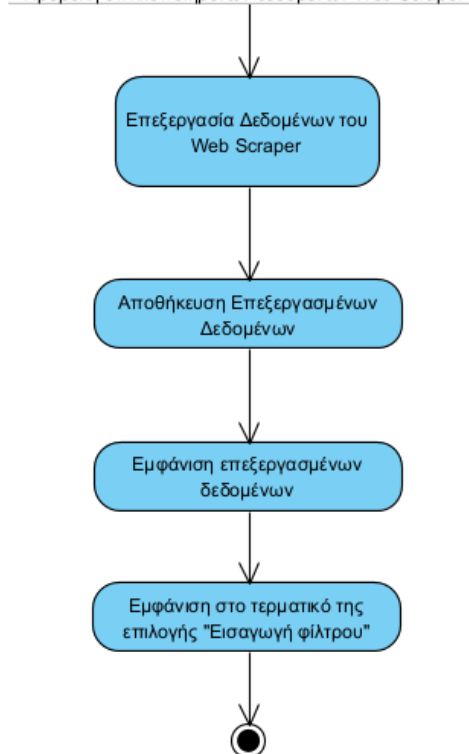 Επεξεργασία Δεδομένων του
Web Scraper
Αποθήκευση Επεξεργασμένων
Δεδομένων
Εμφάνιση επεξεργασμένων
δεδομένων
Εμφάνιση στο τερματικό της
επιλογής "Εισαγωγή φίλτρου"